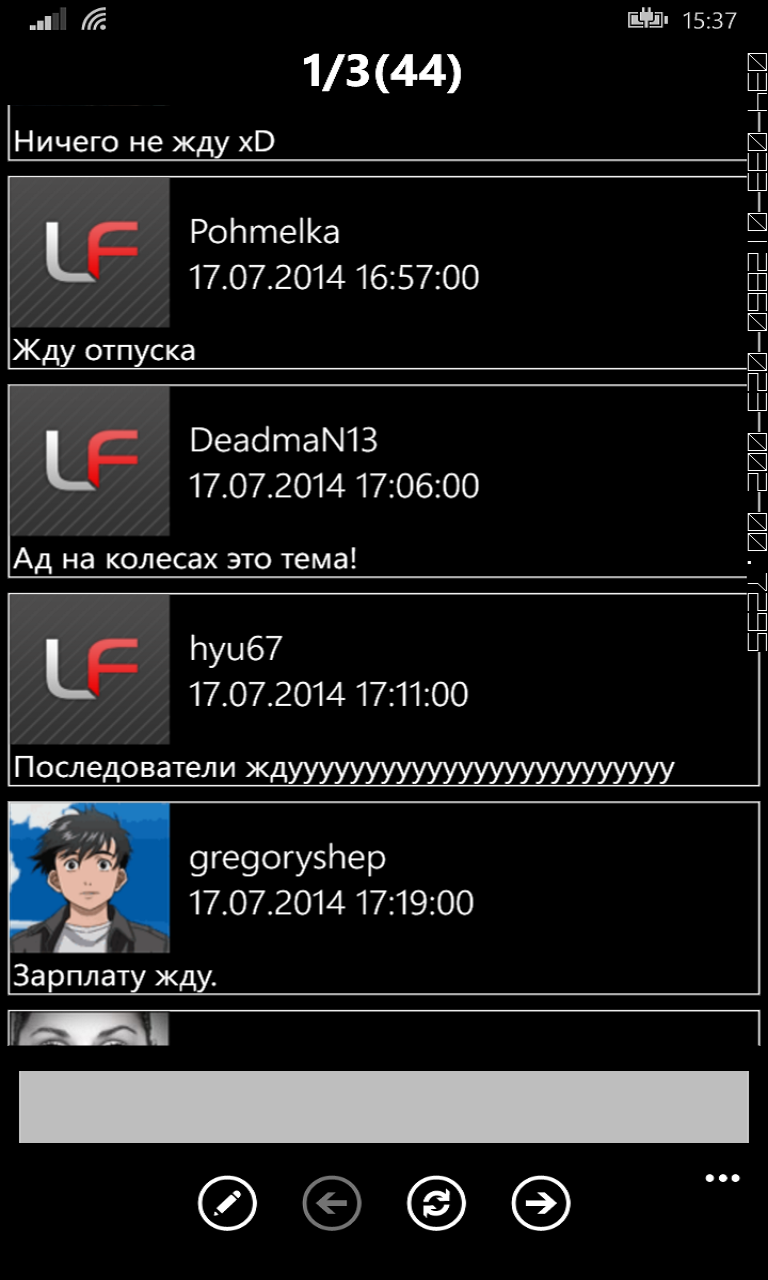 15:37
1/3(44)
Ничего не жду xD
LF
Pohmelka
17.07.2014 16:57:00
Жду отпуска
LF
DeadmaN13
17.07.2014 17:06:00
Ад на колесах это тема!
LF
hyu67
17.07.2014 17:11:00
Последователи ждууууууууууууууууууууууууу
gregoryshep
17.07.2014 17:19:00
Зарплату жду.